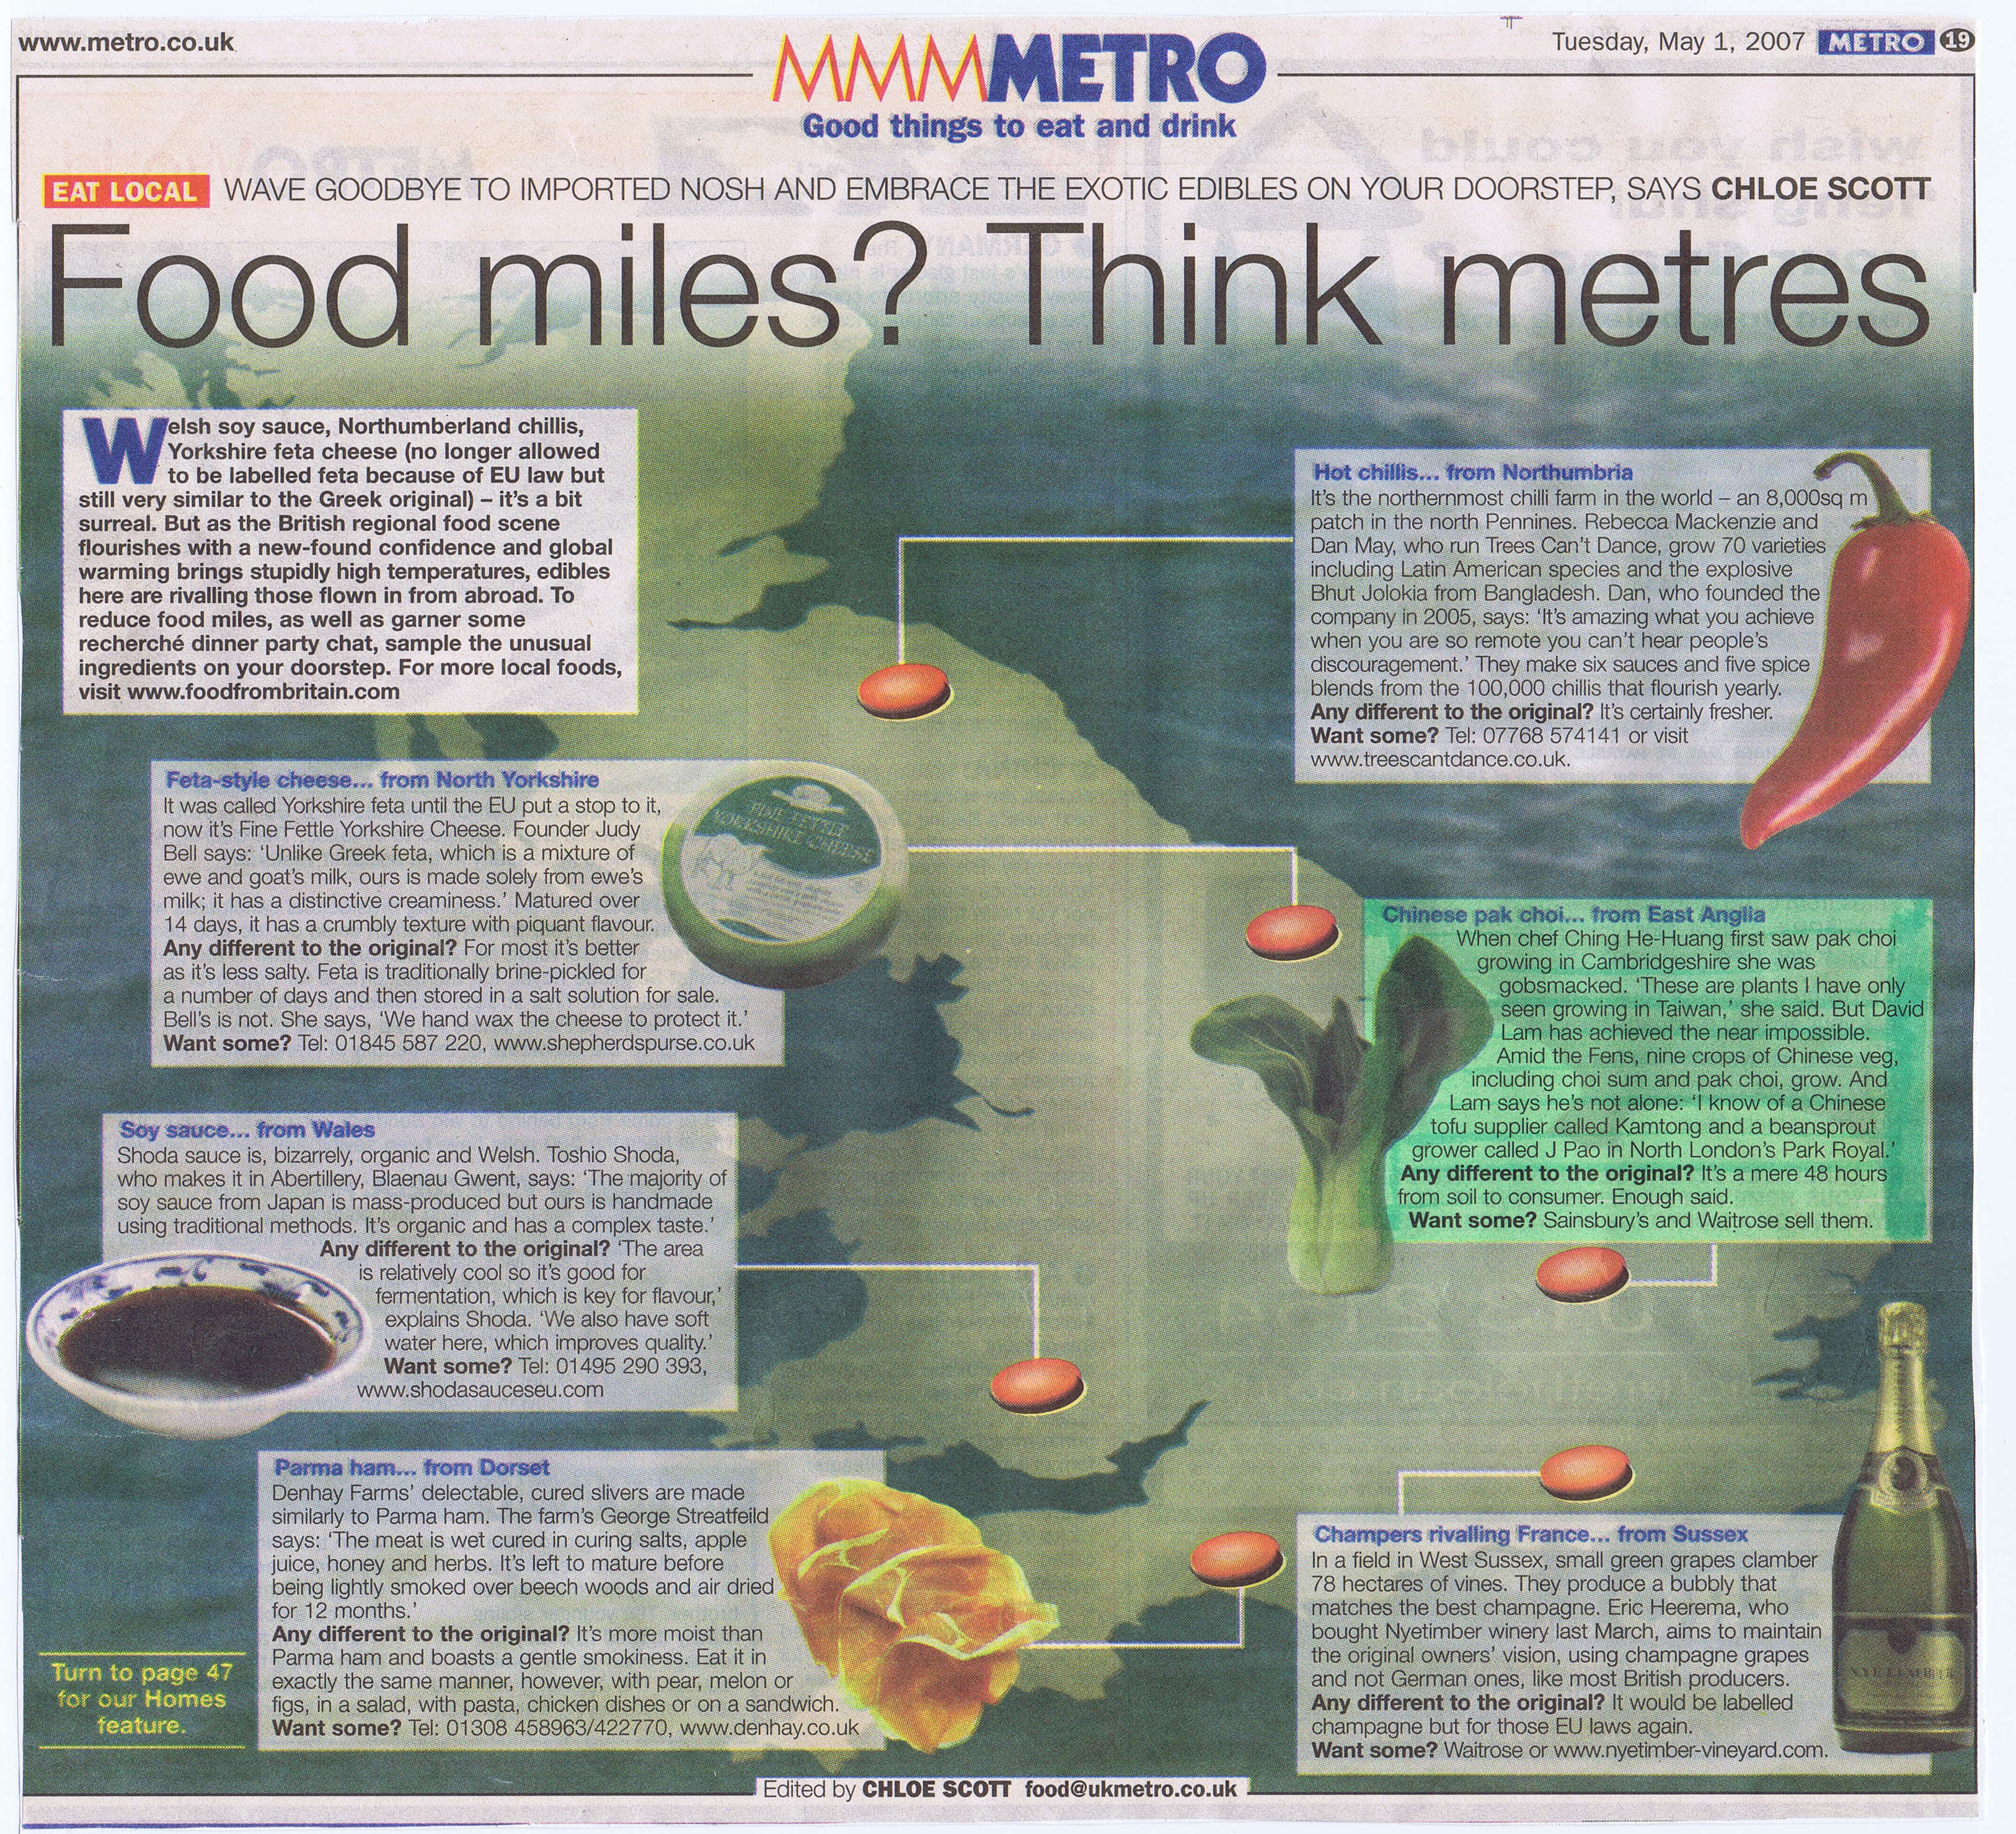 www.metro.co.uk
Tuesday, May 1, 2007 METRO 19
MMMMETRO
Good things to eat and drink
EAT LOCAL WAVE GOODBYE TO IMPORTED NOSH AND EMBRACE THE EXOTIC EDIBLES ON YOUR DOORSTEP, SAYS CHLOE SCOTT
Food miles? Think metres
Welsh soy sauce, Northumberland chillis,
Yorkshire feta cheese (no longer allowed
to be labelled feta because of EU law but
still very similar to the Greek original) – it's a bit
surreal. But as the British regional food scene
flourishes with a new-found confidence and global
warming brings stupidly high temperatures, edibles
here are rivalling those flown in from abroad. To
reduce food miles, as well as garner some
recherché dinner party chat, sample the unusual
ingredients on your doorstep. For more local foods,
visit www.foodfrombritain.com
Hot chillis... from Northumbria
It's the northernmost chilli farm in the world – an 8,000sq m
patch in the north Pennines. Rebecca Mackenzie and
Dan May, who run Trees Can't Dance, grow 70 varieties
including Latin American species and the explosive
Bhut Jolokia from Bangladesh. Dan, who founded the
company in 2005, says: 'It's amazing what you achieve
when you are so remote you can't hear people's
discouragement.' They make six sauces and five spice
blends from the 100,000 chillis that flourish yearly.
Any different to the original? It's certainly fresher.
Want some? Tel: 07768 574141 or visit
www.treescantdance.co.uk.
Feta-style cheese... from North Yorkshire
It was called Yorkshire feta until the EU put a stop to it,
now it's Fine Fettle Yorkshire Cheese. Founder Judy
Bell says: 'Unlike Greek feta, which is a mixture of
ewe and goat's milk, ours is made solely from ewe's
milk; it has a distinctive creaminess.' Matured over
14 days, it has a crumbly texture with piquant flavour.
Any different to the original? For most it's better
as it's less salty. Feta is traditionally brine-pickled for
a number of days and then stored in a salt solution for sale.
Bell's is not. She says, 'We hand wax the cheese to protect it.'
Want some? Tel: 01845 587 220, www.shepherdspurse.co.uk
FINE FETTLE
YORKSHIRE CHEESE
Chinese pak choi... from East Anglia
When chef Ching He-Huang first saw pak choi
growing in Cambridgeshire she was
gobsmacked. 'These are plants I have only
seen growing in Taiwan,' she said. But David
Lam has achieved the near impossible.
Amid the Fens, nine crops of Chinese veg,
including choi sum and pak choi, grow. And
Lam says he's not alone: 'I know of a Chinese
tofu supplier called Kamtong and a beansprout
grower called J Pao in North London's Park Royal.'
Any different to the original? It's a mere 48 hours
from soil to consumer. Enough said.
Want some? Sainsbury's and Waitrose sell them.
Soy sauce... from Wales
Shoda sauce is, bizarrely, organic and Welsh. Toshio Shoda,
who makes it in Abertillery, Blaenau Gwent, says: 'The majority of
soy sauce from Japan is mass-produced but ours is handmade
using traditional methods. It's organic and has a complex taste.'
Any different to the original? 'The area
is relatively cool so it's good for
fermentation, which is key for flavour,'
explains Shoda. 'We also have soft
water here, which improves quality.'
Want some? Tel: 01495 290 393,
www.shodasauceseu.com
Parma ham... from Dorset
Denhay Farms' delectable, cured slivers are made
similarly to Parma ham. The farm's George Streatfeild
says: 'The meat is wet cured in curing salts, apple
juice, honey and herbs. It's left to mature before
being lightly smoked over beech woods and air dried
for 12 months.'
Any different to the original? It's more moist than
Parma ham and boasts a gentle smokiness. Eat it in
exactly the same manner, however, with pear, melon or
figs, in a salad, with pasta, chicken dishes or on a sandwich.
Want some? Tel: 01308 458963/422770, www.denhay.co.uk
Champers rivalling France... from Sussex
In a field in West Sussex, small green grapes clamber
78 hectares of vines. They produce a bubbly that
matches the best champagne. Eric Heerema, who
bought Nyetimber winery last March, aims to maintain
the original owners' vision, using champagne grapes
and not German ones, like most British producers.
Any different to the original? It would be labelled
champagne but for those EU laws again.
Want some? Waitrose or www.nyetimber-vineyard.com.
NYETIMBER
Turn to page 47
for our Homes
feature.
Edited by CHLOE SCOTT food@ukmetro.co.uk